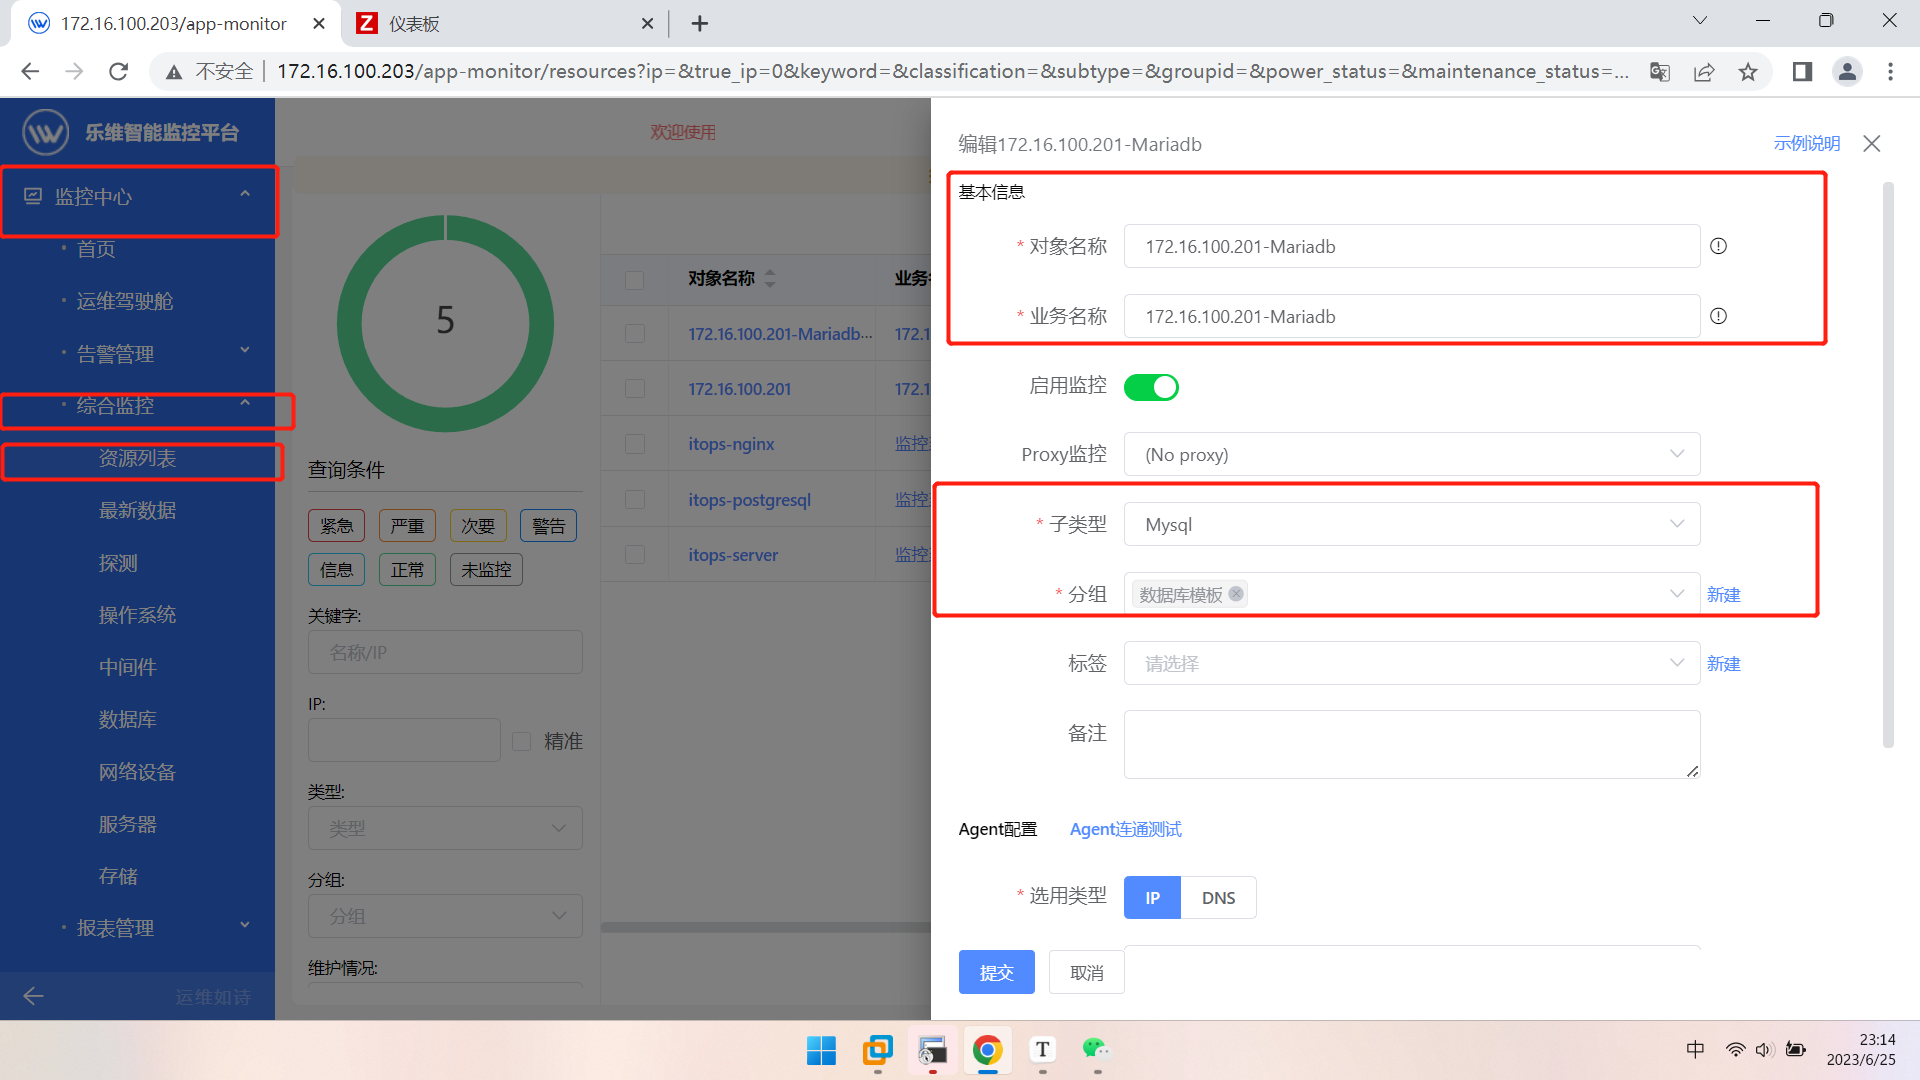 172.16.100.203/app-monitor
Z 仪表板
不安全 172.16.100.203/app-monitor/resources?ip=&true_ip=0&keyword=&classification=&subtype=&groupid=&power_status=&maintenance_status=...
乐维智能监控平台
监控中心
首页
运维驾驶舱
告警管理
综合监控
资源列表
最新数据
探测
操作系统
中间件
数据库
网络设备
服务器
存储
报表管理
运维如诗
欢迎使用
5
查询条件
紧急 严重 次要 警告
信息 正常 未监控
关键字:
名称/IP
IP:
精准
类型:
类型
分组:
分组
维护情况:
对象名称
172.16.100.201-Mariadb... 172.1
172.16.100.201 172.1
itops-nginx 监控
itops-postgresql 监控
itops-server 监控
编辑172.16.100.201-Mariadb
示例说明
基本信息
* 对象名称 172.16.100.201-Mariadb
* 业务名称 172.16.100.201-Mariadb
启用监控
Proxy监控 (No proxy)
* 子类型 Mysql
* 分组 数据库模板 新建
标签 请选择 新建
备注
Agent配置 Agent连通测试
* 选用类型 IP DNS
提交 取消
T
中
23:14
2023/6/25